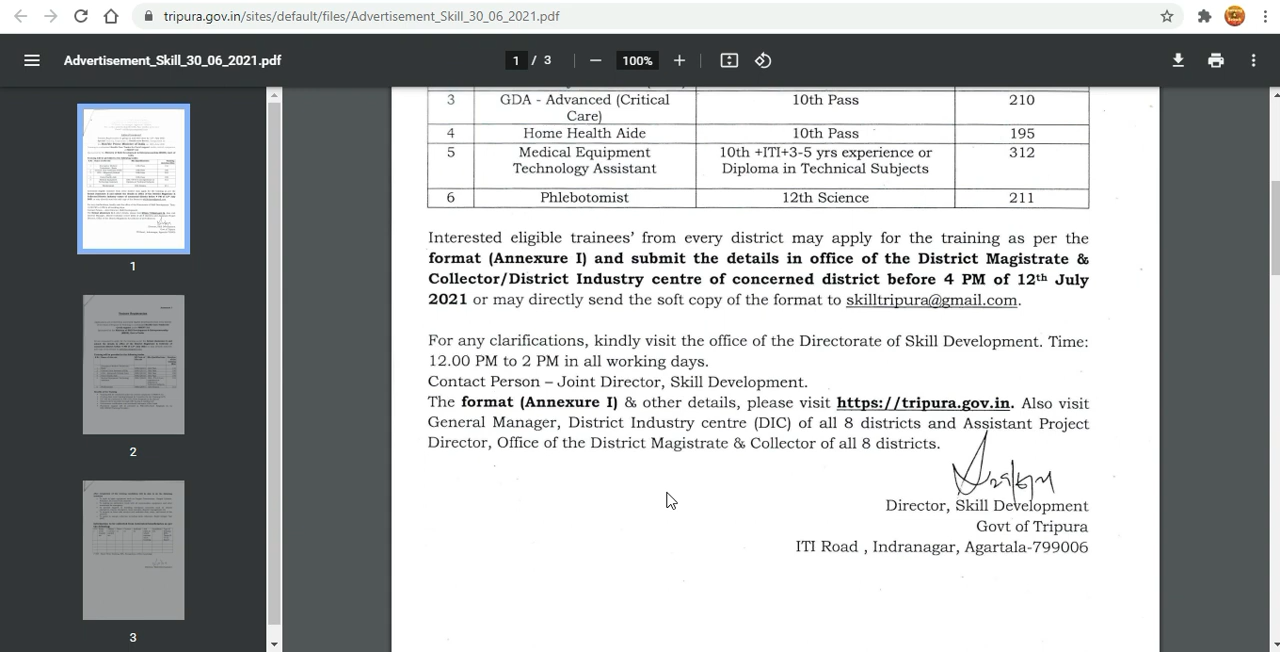 tripura.gov.in/sites/default/files/Advertisement_Skill_30_06_2021.pdf
Advertisement_Skill_30_06_2021.pdf
1 / 3
100%
3 GDA - Advanced (Critical Care) 10th Pass 210
4 Home Health Aide 10th Pass 195
5 Medical Equipment Technology Assistant 10th +ITI+3-5 yrs experience or Diploma in Technical Subjects 312
6 Phlebotomist 12th Science 211
Interested eligible trainees' from every district may apply for the training as per the
format (Annexure I) and submit the details in office of the District Magistrate &
Collector/District Industry centre of concerned district before 4 PM of 12th July
2021 or may directly send the soft copy of the format to skilltripura@gmail.com.
For any clarifications, kindly visit the office of the Directorate of Skill Development. Time:
12.00 PM to 2 PM in all working days.
Contact Person – Joint Director, Skill Development.
The format (Annexure I) & other details, please visit https://tripura.gov.in. Also visit
General Manager, District Industry centre (DIC) of all 8 districts and Assistant Project
Director, Office of the District Magistrate & Collector of all 8 districts.
Director, Skill Development
Govt of Tripura
ITI Road , Indranagar, Agartala-799006
1
2
3